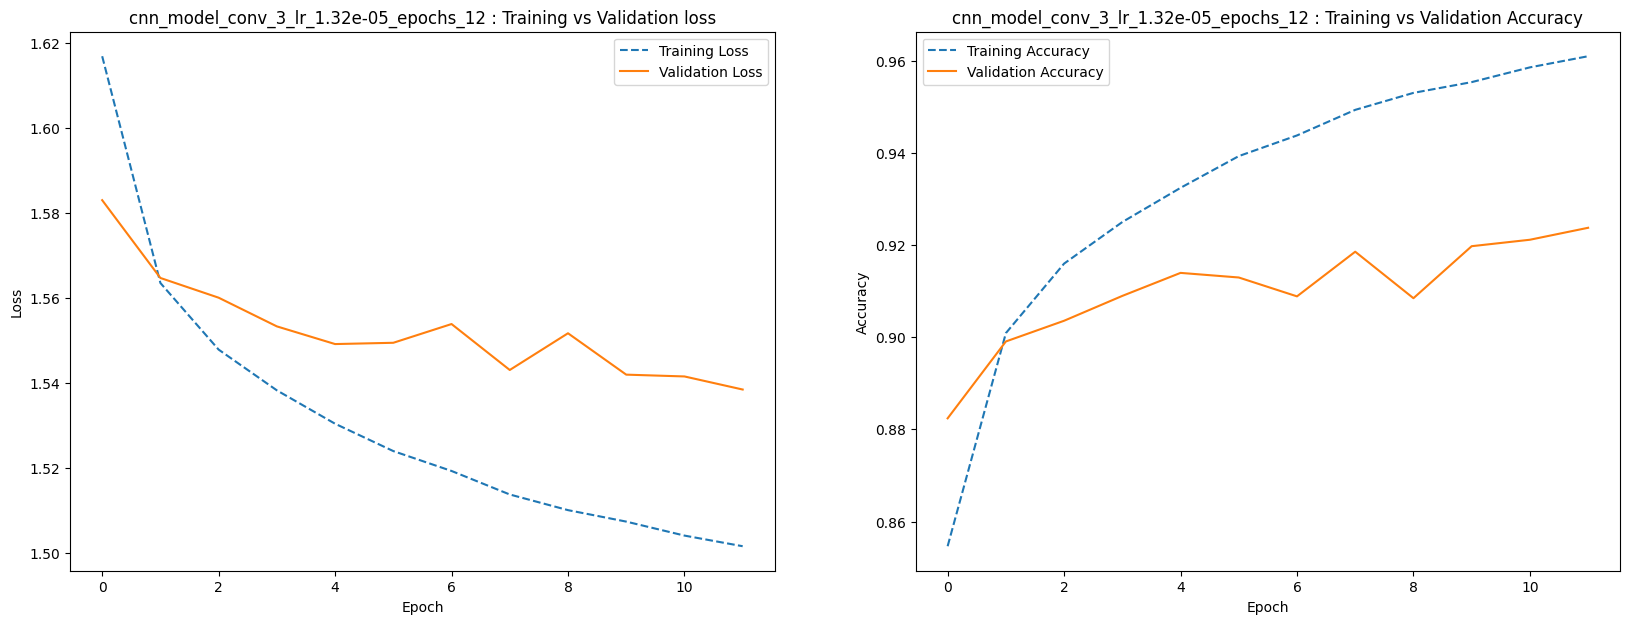 cnn_model_conv_3_lr_1.32e-05_epochs_12 : Training vs Validation loss
Training Loss
Validation Loss
1.62
1.60
1.58
1.56
1.54
1.52
1.50
Loss
0 2 4 6 8 10
Epoch
cnn_model_conv_3_lr_1.32e-05_epochs_12 : Training vs Validation Accuracy
Training Accuracy
Validation Accuracy
0.96
0.94
0.92
0.90
0.88
0.86
Accuracy
0 2 4 6 8 10
Epoch